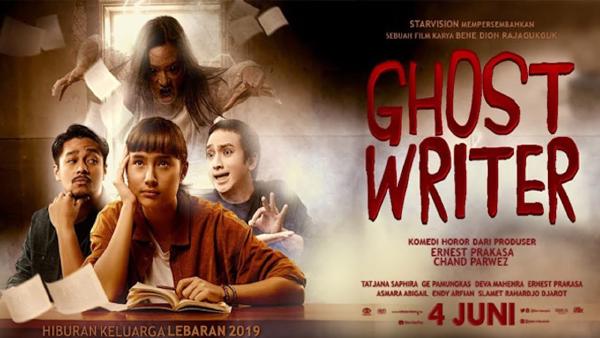 STARVISION MEMPERSEMBAHKAN
SEBUAH FILM KARYA BENE DION RAJAGUKGUK
GHOST
WRITER
KOMEDI HOROR DARI PRODUSER
ERNEST PRAKASA
CHAND PARWEZ
TATJANA SAPHIRA GE PAMUNGKAS DEVA MAHENRA ERNEST PRAKASA
ASMARA ABIGAIL ENDY ARFIAN SLAMET RAHARDJO DJAROT
4 JUNI
HIBURAN KELUARGA LEBARAN 2019